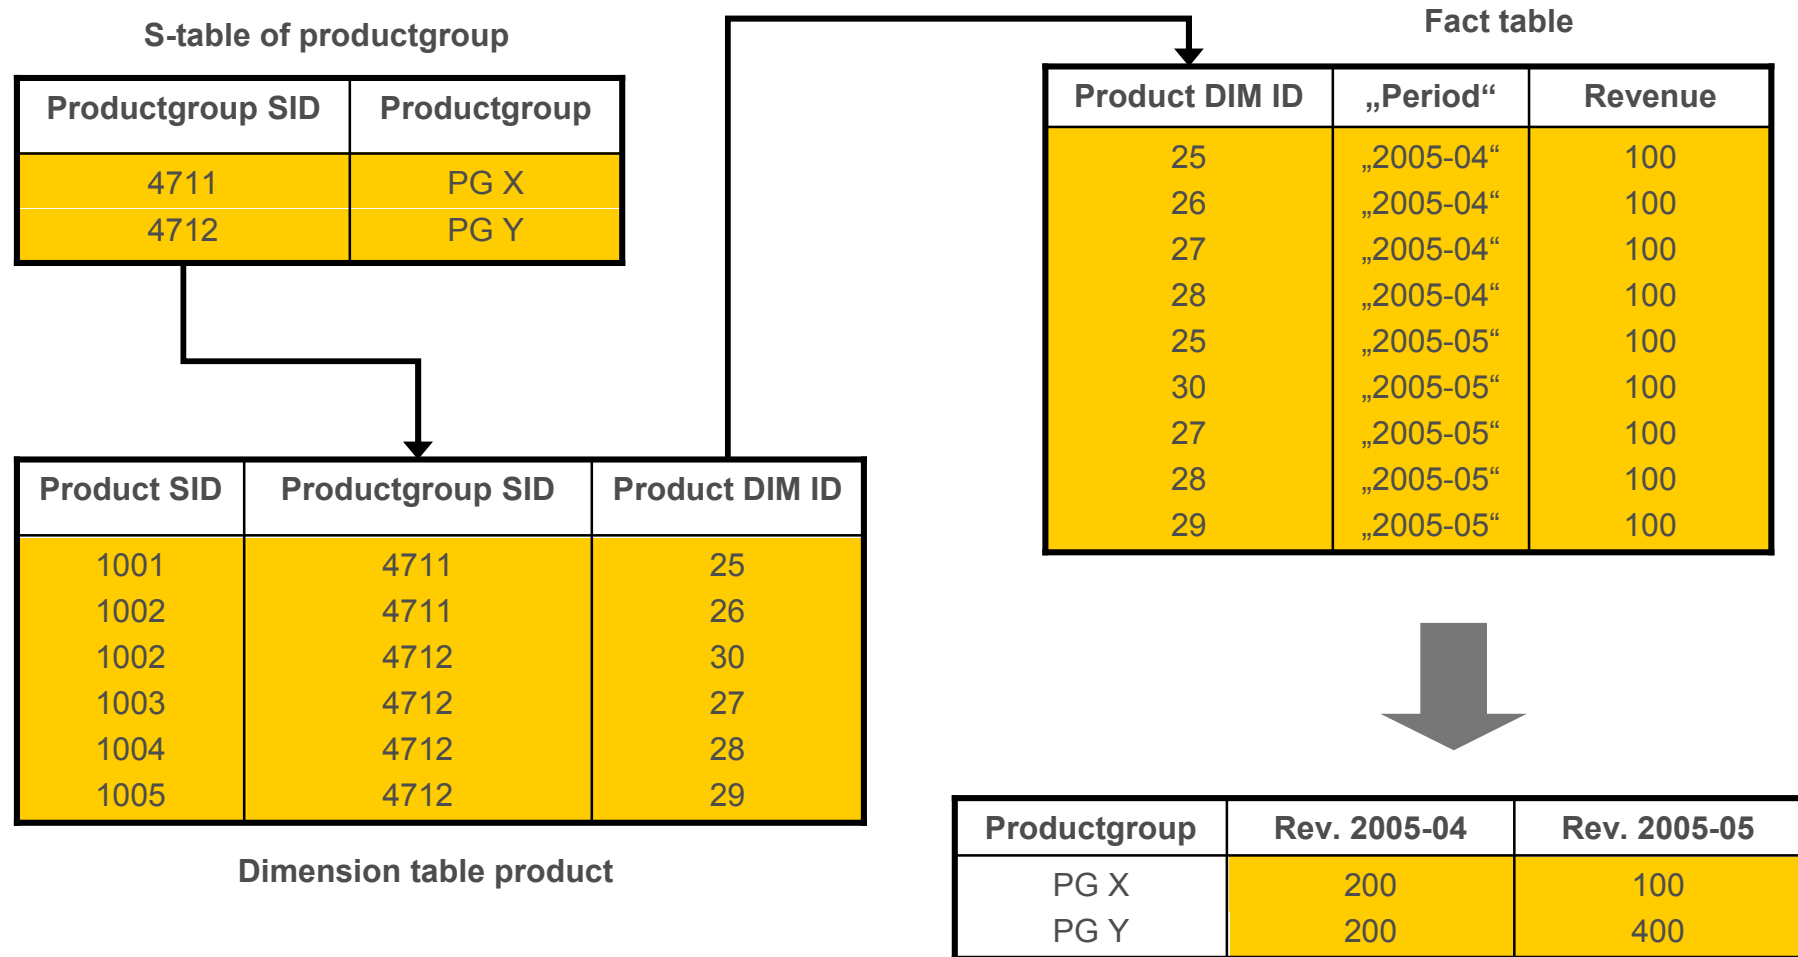 S-table of productgroup
Productgroup SID Productgroup
4711 PG X
4712 PG Y
Product SID Productgroup SID Product DIM ID
1001 4711 25
1002 4711 26
1002 4712 30
1003 4712 27
1004 4712 28
1005 4712 29
Dimension table product
Fact table
Product DIM ID „Period“ Revenue
25 „2005-04“ 100
26 „2005-04“ 100
27 „2005-04“ 100
28 „2005-04“ 100
25 „2005-05“ 100
30 „2005-05“ 100
27 „2005-05“ 100
28 „2005-05“ 100
29 „2005-05“ 100
Productgroup Rev. 2005-04 Rev. 2005-05
PG X 200 100
PG Y 200 400